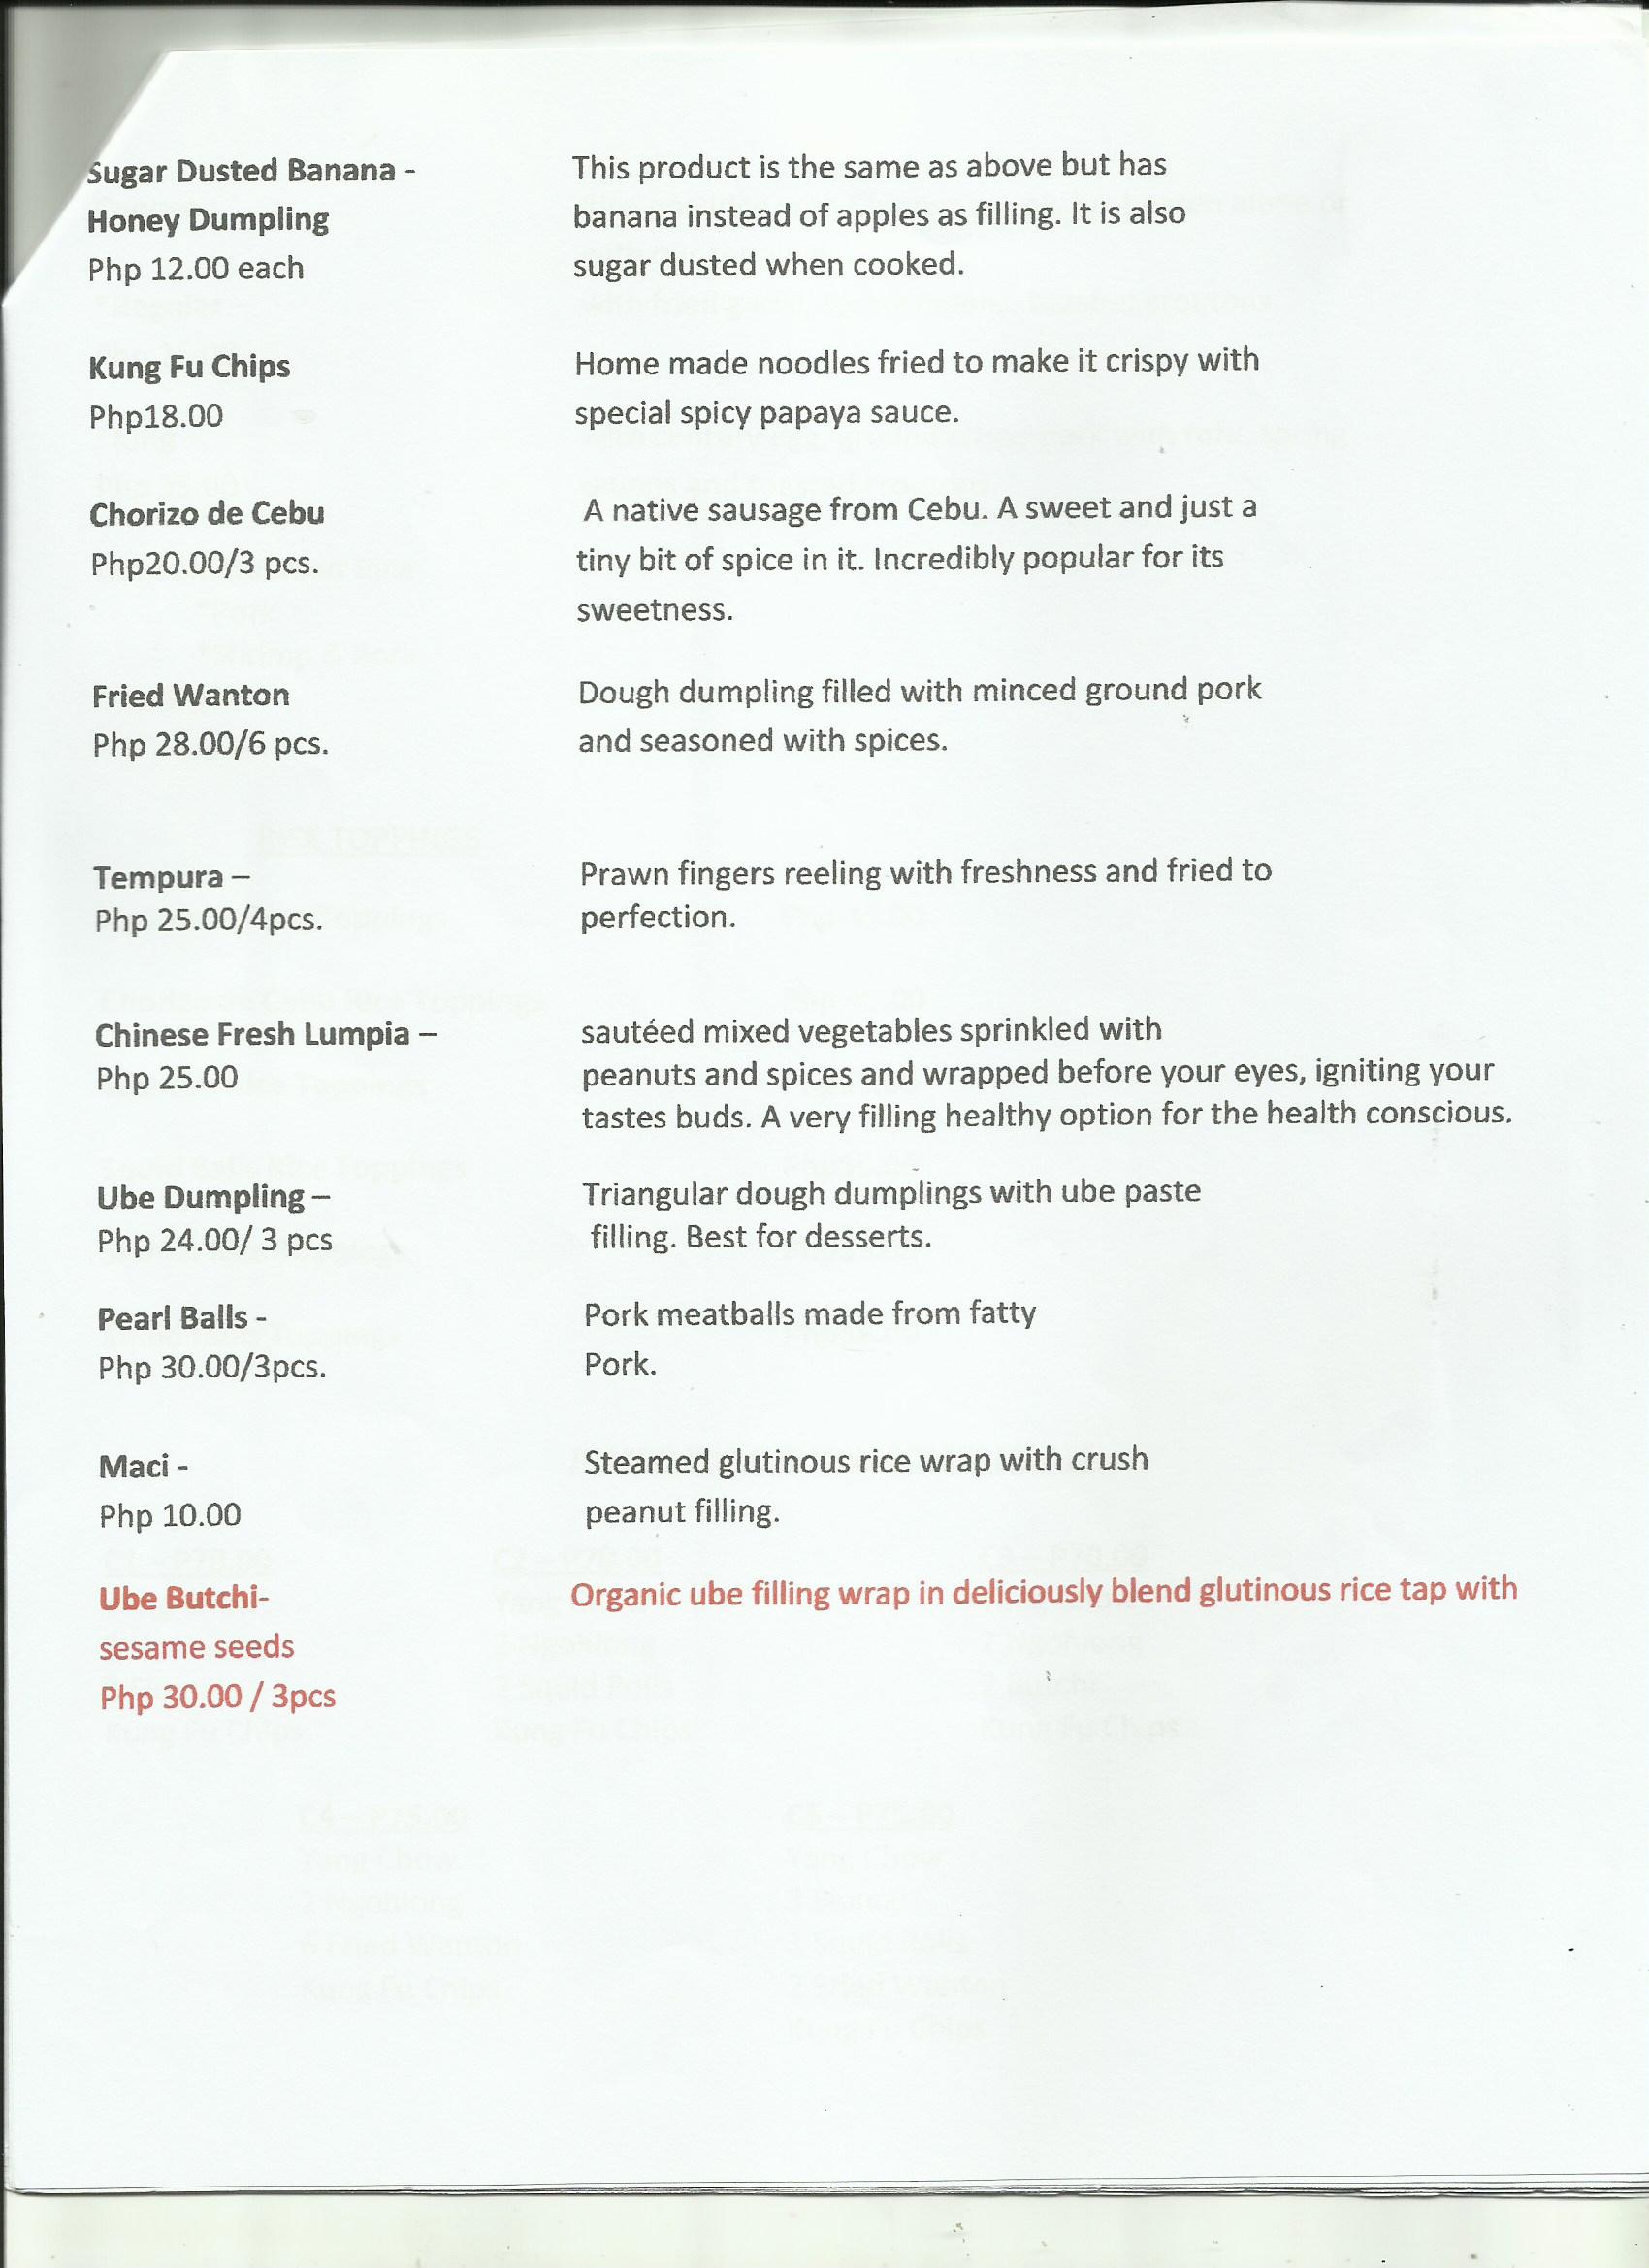 Sugar Dusted Banana - This product is the same as above but has
Honey Dumpling banana instead of apples as filling. It is also
Php 12.00 each sugar dusted when cooked.
Kung Fu Chips Home made noodles fried to make it crispy with
Php18.00 special spicy papaya sauce.
Chorizo de Cebu A native sausage from Cebu. A sweet and just a
Php20.00/3 pcs. tiny bit of spice in it. Incredibly popular for its
sweetness.
Fried Wanton Dough dumpling filled with minced ground pork
Php 28.00/6 pcs. and seasoned with spices.
Tempura – Prawn fingers reeling with freshness and fried to
Php 25.00/4pcs. perfection.
Chinese Fresh Lumpia – sautéed mixed vegetables sprinkled with
Php 25.00 peanuts and spices and wrapped before your eyes, igniting your
tastes buds. A very filling healthy option for the health conscious.
Ube Dumpling – Triangular dough dumplings with ube paste
Php 24.00/ 3 pcs filling. Best for desserts.
Pearl Balls - Pork meatballs made from fatty
Php 30.00/3pcs. Pork.
Maci - Steamed glutinous rice wrap with crush
Php 10.00 peanut filling.
Ube Butchi- Organic ube filling wrap in deliciously blend glutinous rice tap with
sesame seeds
Php 30.00 / 3pcs